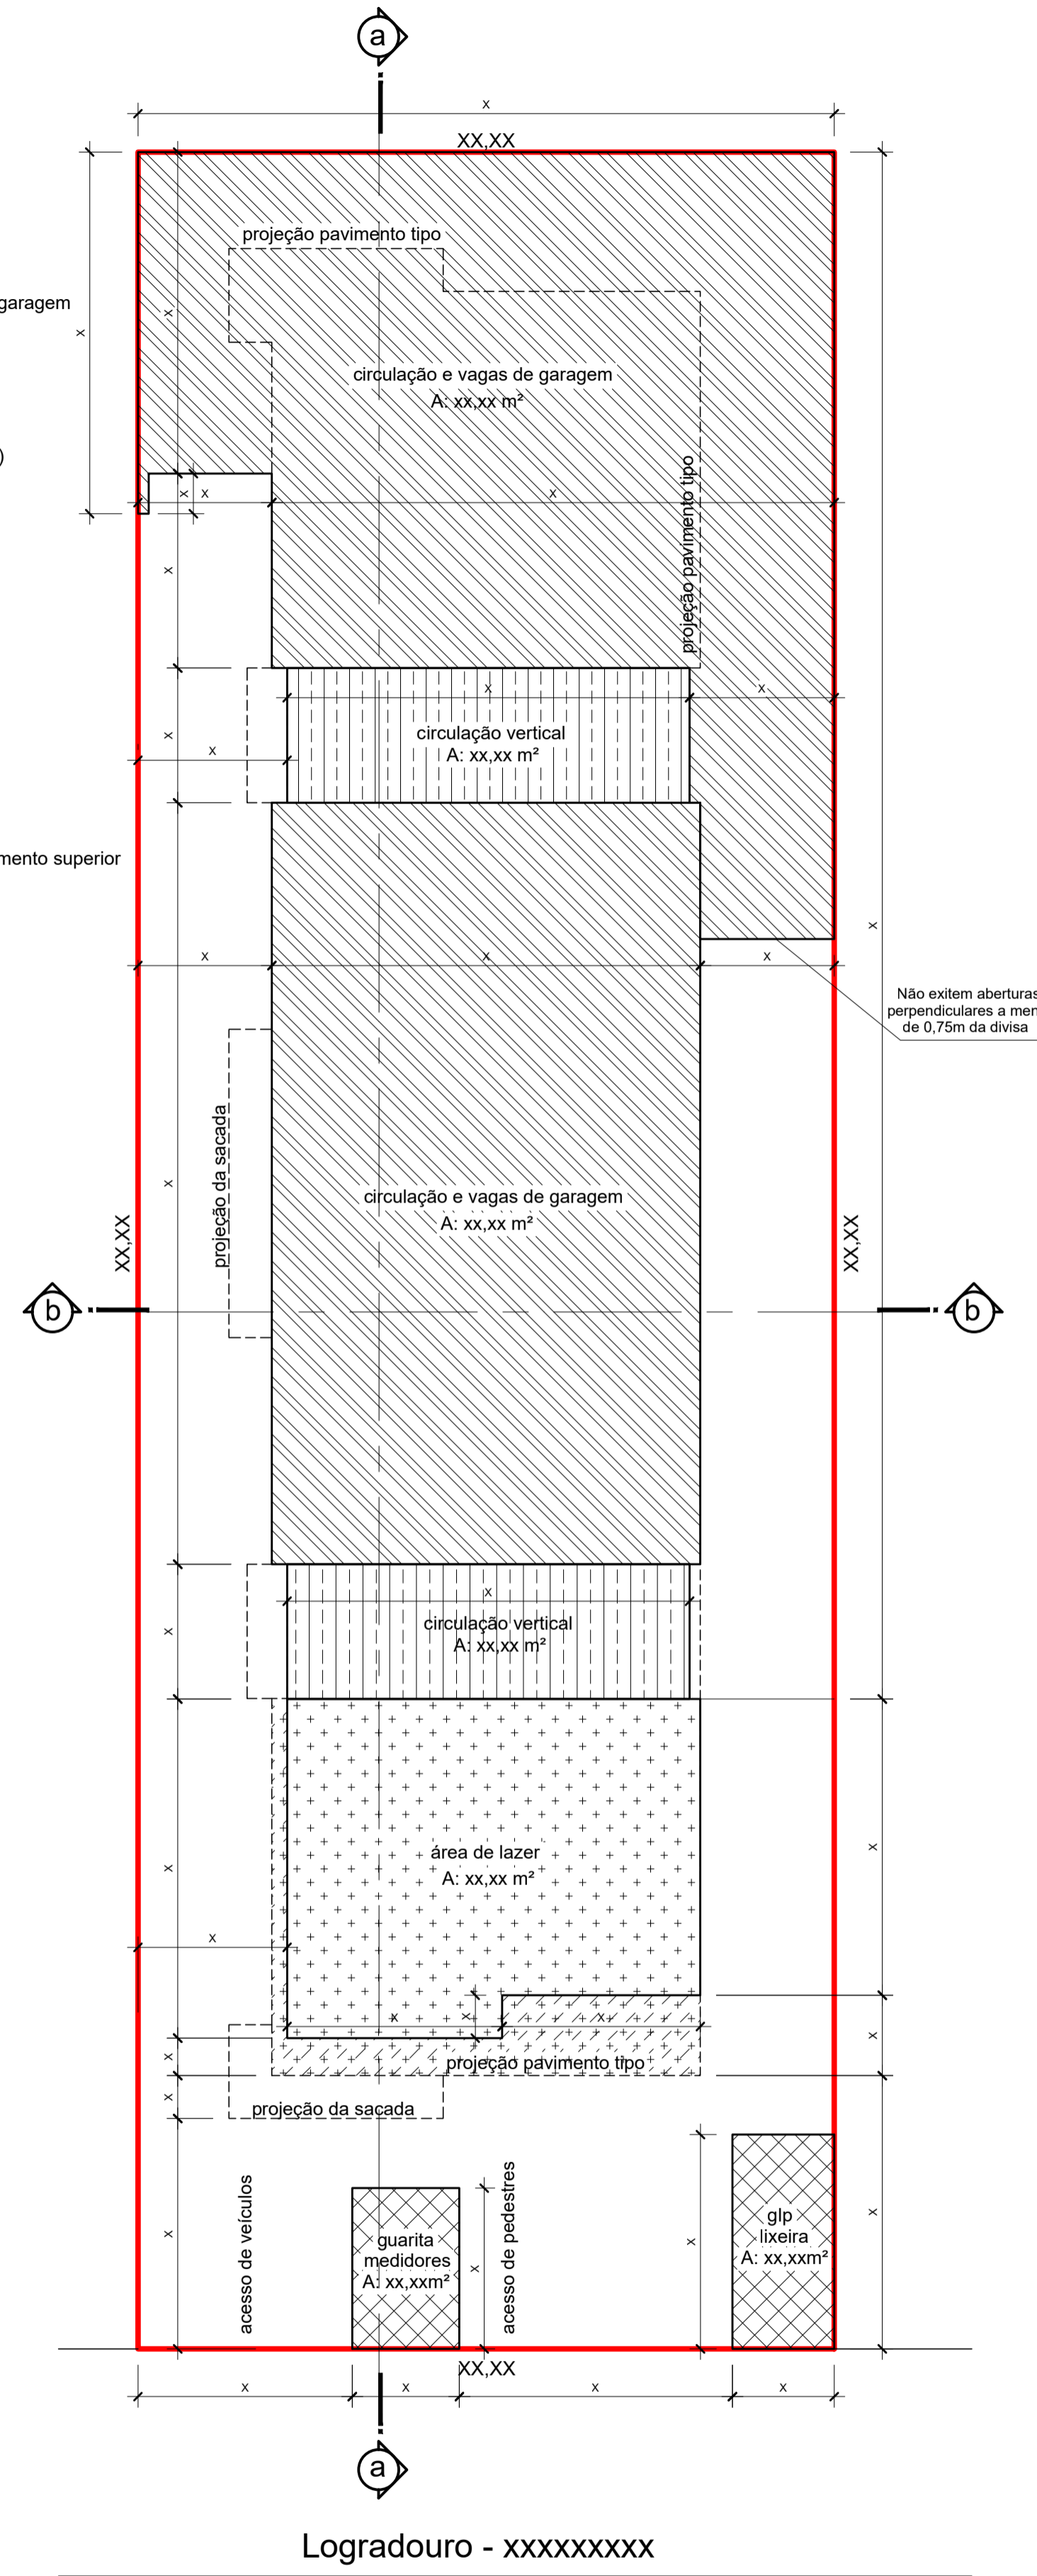 a
x
XX,XX
projeção pavimento tipo
garagem
x
x
circulação e vagas de garagem
A: xx,xx m²
)
projeção pavimento tipo
x
x
x
x
x
x
circulação vertical
A: xx,xx m²
x
x
mento superior
x
x
x
x
Não exitem aberturas
perpendiculares a men
de 0,75m da divisa
projeção da sacada
x
circulação e vagas de garagem
A: xx,xx m²
XX,XX
XX,XX
b
b
x
circulação vertical
A: xx,xx m²
x
área de lazer
A: xx,xx m²
x
x
x
x
x
x
x
x
projeção pavimento tipo
x
projeção da sacada
acesso de veículos
acesso de pedestres
x
guarita
medidores
A: xx,xxm²
x
x
glp
lixeira
A: xx,xxm²
x
XX,XX
x
x
x
x
a
Logradouro - xxxxxxxxx